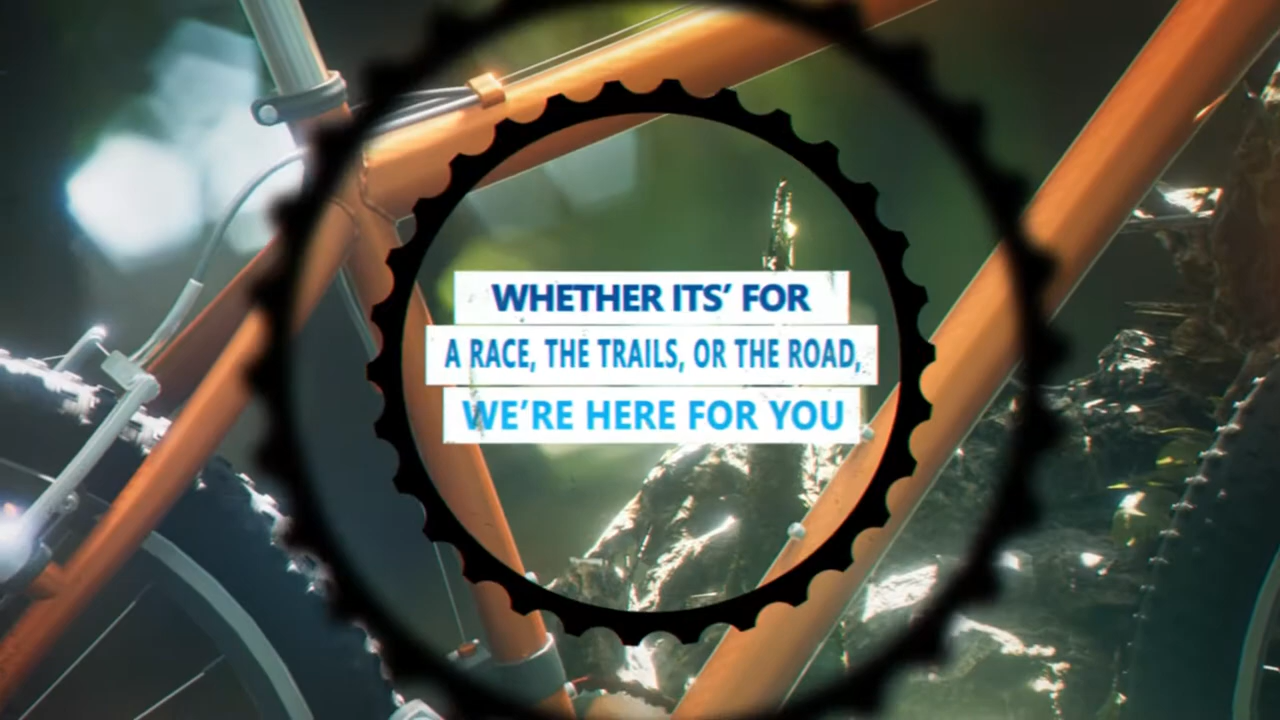 WHETHER ITS’ FOR
A RACE, THE TRAILS, OR THE ROAD,
WE’RE HERE FOR YOU